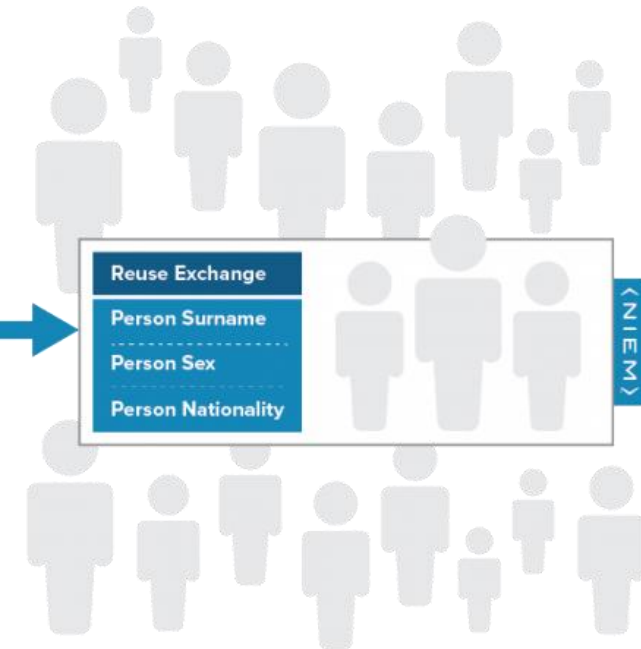 Reuse Exchange
Person Surname
Person Sex
Person Nationality
<NIEM>